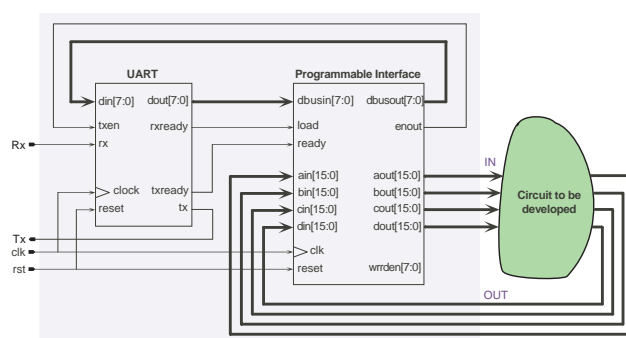 UART
Programmable Interface
din[7:0] dout[7:0]
dbusin[7:0] dbusout[7:0]
txen rxready
load enout
Rx rx
ready
IN
ain[15:0] aout[15:0]
clock txready
bin[15:0] bout[15:0]
Circuit to be
developed
reset tx
cin[15:0] cout[15:0]
din[15:0] dout[15:0]
Tx
clk
clk
rst
reset wrrden[7:0]
OUT